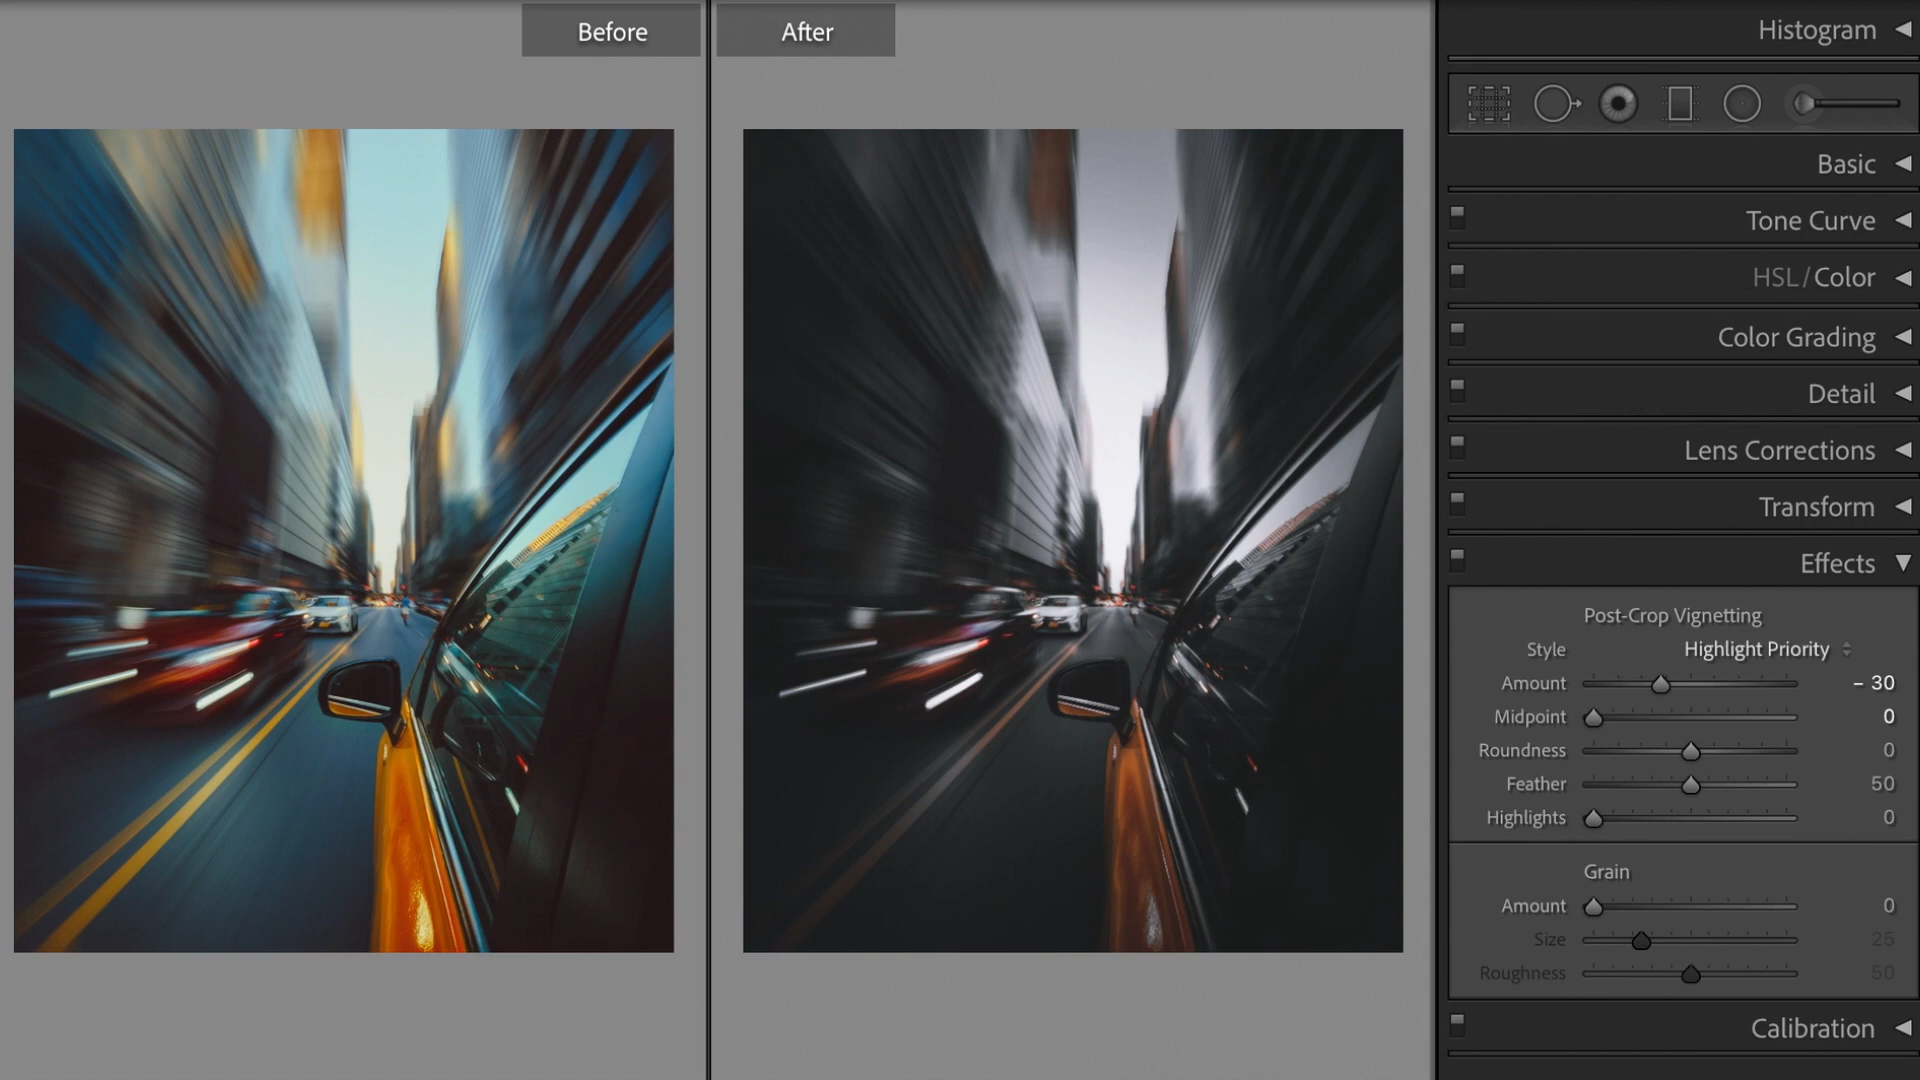 Before
After
Histogram
Basic
Tone Curve
HSL / Color
Color Grading
Detail
Lens Corrections
Transform
Effects
Post-Crop Vignetting
Style Highlight Priority
Amount - 30
Midpoint 0
Roundness 0
Feather 50
Highlights 0
Grain
Amount 0
Size 25
Roughness 50
Calibration